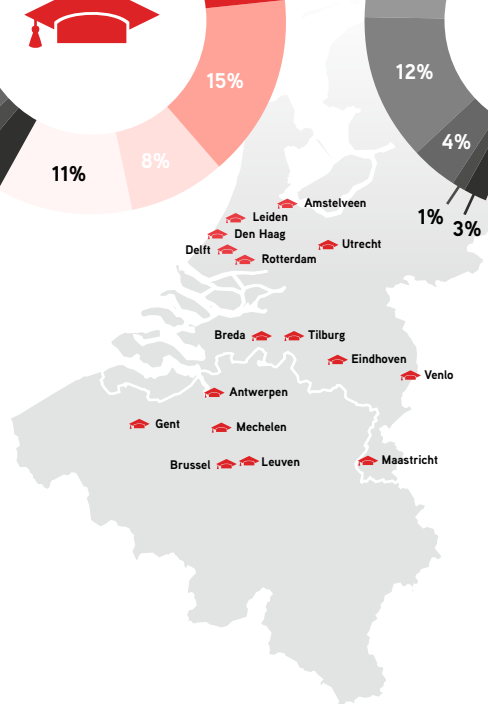 15%
12%
4%
8%
11%
1%
3%
Amstelveen
Leiden
Den Haag
Utrecht
Delft
Rotterdam
Breda
Tilburg
Eindhoven
Venlo
Antwerpen
Gent
Mechelen
Brussel
Leuven
Maastricht